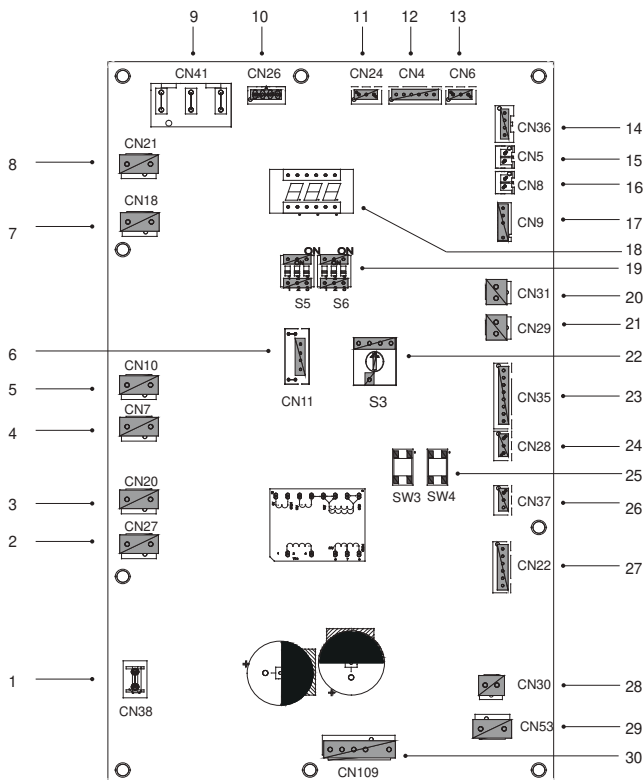 9 10 11 12 13
CN41 CN26 CN24 CN4 CN6
CN36 14
CN5 15
CN8 16
8 CN21
7 CN18
CN9 17
18
ON ON
19
S5 S6
CN31 20
CN29 21
6
CN11
S3
22
5 CN10
4 CN7
CN35 23
CN28 24
SW3 SW4
25
3 CN20
CN37 26
2 CN27
CN22 27
1
CN38
CN30 28
CN53 29
CN109
30